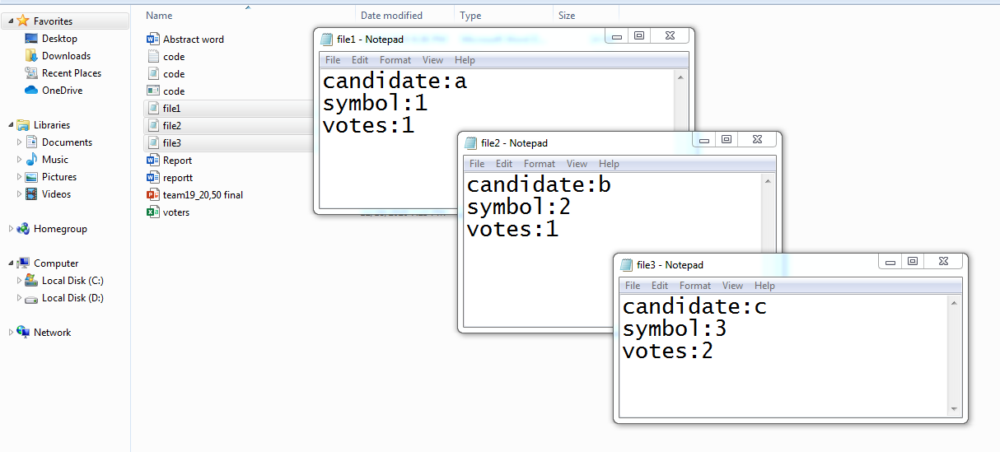 Favorites
Desktop
Downloads
Recent Places
OneDrive
Libraries
Documents
Music
Pictures
Videos
Homegroup
Computer
Local Disk (C:)
Local Disk (D:)
Network
Name Date modified Type Size
Abstract word
code
code
code
file1
file2
file3
Report
reportt
team19_20,50 final
voters
file1 - Notepad
File Edit Format View Help
candidate:a
symbol:1
votes:1
file2 - Notepad
File Edit Format View Help
candidate:b
symbol:2
votes:1
file3 - Notepad
File Edit Format View Help
candidate:c
symbol:3
votes:2